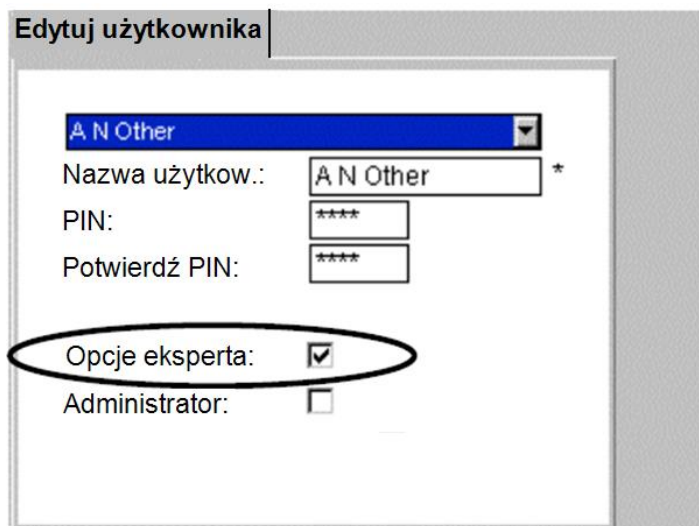 Edytuj użytkownika
A N Other
Nazwa użytkow.: A N Other *
PIN: ****
Potwierdź PIN: ****
Opcje eksperta:
Administrator: